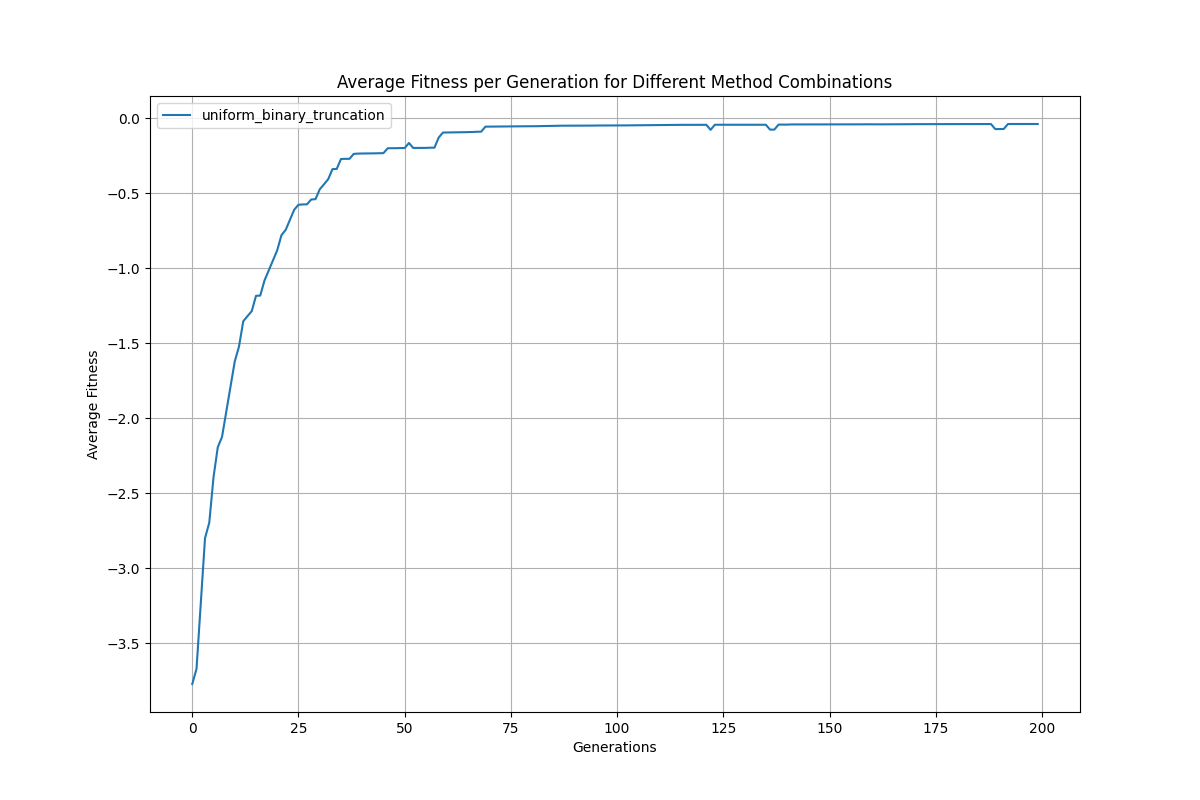 Average Fitness per Generation for Different Method Combinations
uniform_binary_truncation
0.0
−0.5
−1.0
−1.5
−2.0
−2.5
−3.0
−3.5
Average Fitness
0 25 50 75 100 125 150 175 200
Generations